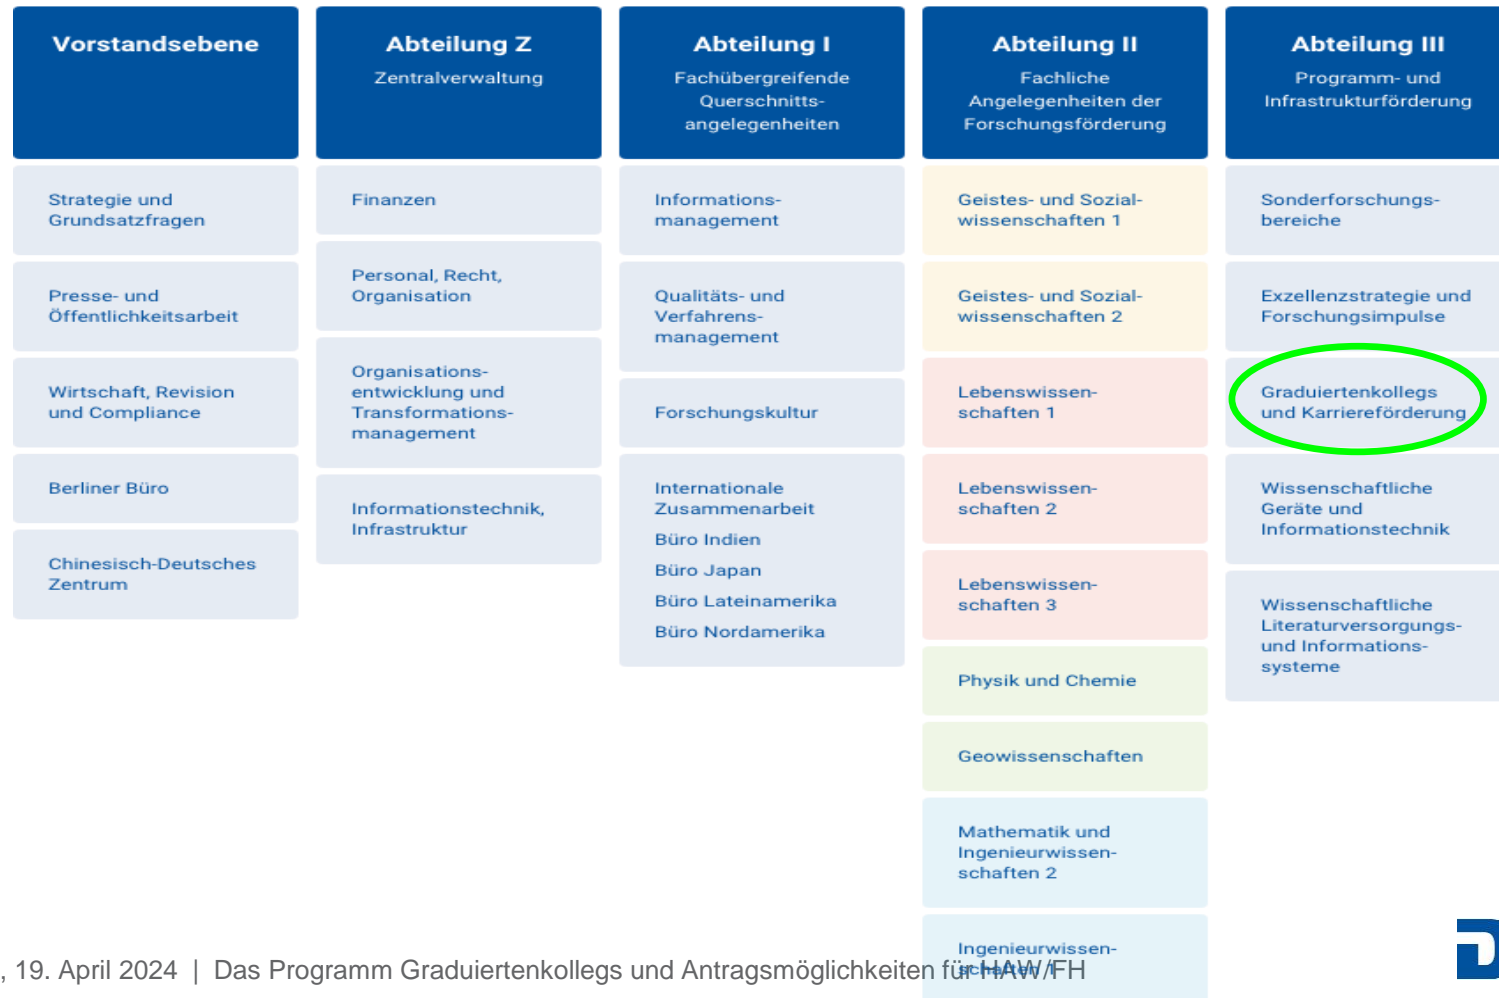 Vorstandsebene
Strategie und
Grundsatzfragen
Presse- und
Öffentlichkeitsarbeit
Wirtschaft, Revision
und Compliance
Berliner Büro
Chinesisch-Deutsches
Zentrum
Abteilung Z
Zentralverwaltung
Finanzen
Personal, Recht,
Organisation
Organisations-
entwicklung und
Transformations-
management
Informationstechnik,
Infrastruktur
Abteilung I
Fachübergreifende
Querschnitts-
angelegenheiten
Informations-
management
Qualitäts- und
Verfahrens-
management
Forschungskultur
Internationale
Zusammenarbeit
Büro Indien
Büro Japan
Büro Lateinamerika
Büro Nordamerika
Abteilung II
Fachliche
Angelegenheiten der
Forschungsförderung
Geistes- und Sozial-
wissenschaften 1
Geistes- und Sozial-
wissenschaften 2
Lebenswissen-
schaften 1
Lebenswissen-
schaften 2
Lebenswissen-
schaften 3
Physik und Chemie
Geowissenschaften
Mathematik und
Ingenieurwissen-
schaften 2
Ingenieurwissen-
schaften 1
Abteilung III
Programm- und
Infrastrukturförderung
Sonderforschungs-
bereiche
Exzellenzstrategie und
Forschungsimpulse
Graduiertenkollegs
und Karriereförderung
Wissenschaftliche
Geräte und
Informationstechnik
Wissenschaftliche
Literaturversorgungs-
und Informations-
systeme
, 19. April 2024 | Das Programm Graduiertenkollegs und Antragsmöglichkeiten für HAW/FH
D